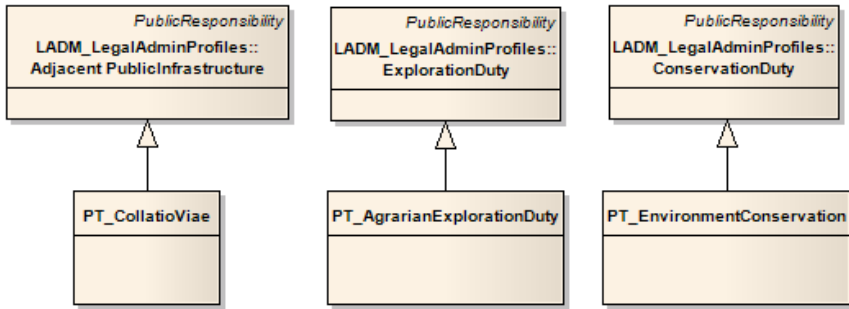 PublicResponsibility
LADM_LegalAdminProfiles::
Adjacent PublicInfrastructure
PublicResponsibility
LADM_LegalAdminProfiles::
ExplorationDuty
PublicResponsibility
LADM_LegalAdminProfiles::
ConservationDuty
PT_CollatioViae
PT_AgrarianExplorationDuty
PT_EnvironmentConservation